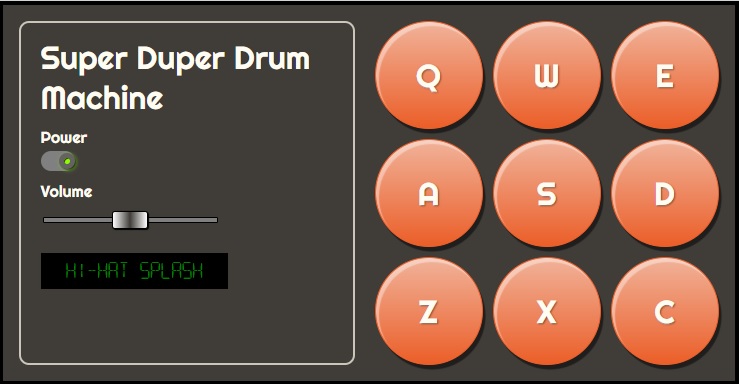 Super Duper Drum
Machine
Power
Volume
HI-HAT SPLASH
Q W E
A S D
Z X C